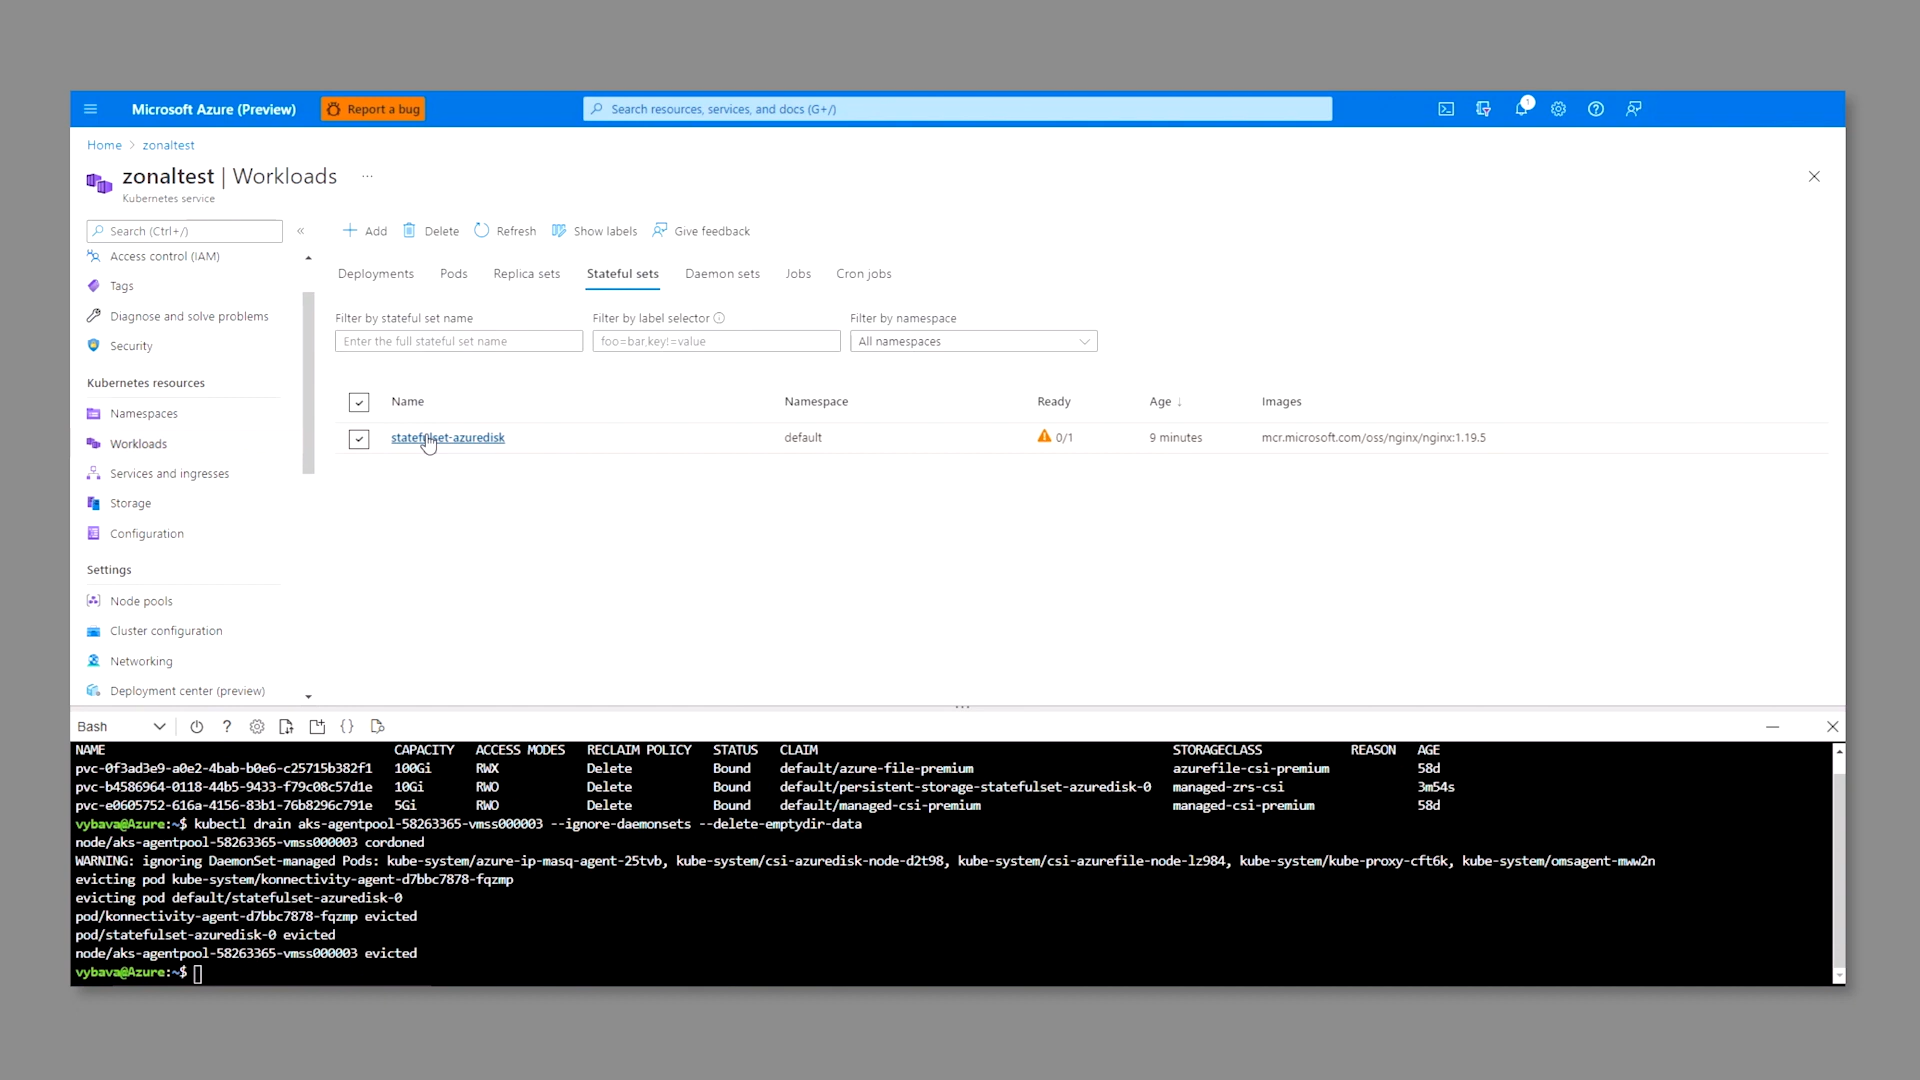 Microsoft Azure (Preview)
Report a bug
Search resources, services, and docs (G+/)
1
Home > zonaltest
zonaltest | Workloads ...
Kubernetes service
Search (Ctrl+/)
«
Add
Delete
Refresh
Show labels
Give feedback
Access control (IAM)
Tags
Diagnose and solve problems
Security
Kubernetes resources
Namespaces
Workloads
Services and ingresses
Storage
Configuration
Settings
Node pools
Cluster configuration
Networking
Deployment center (preview)
Deployments Pods Replica sets Stateful sets Daemon sets Jobs Cron jobs
Filter by stateful set name
Enter the full stateful set name
Filter by label selector
foo=bar,key!=value
Filter by namespace
All namespaces
Name Namespace Ready Age ↓ Images
statefulset-azuredisk default 0/1 9 minutes mcr.microsoft.com/oss/nginx/nginx:1.19.5
Bash
?
{}
NAME CAPACITY ACCESS MODES RECLAIM POLICY STATUS CLAIM STORAGECLASS REASON AGE
pvc-0f3ad3e9-a0e2-4bab-b0e6-c25715b382f1 100Gi RWX Delete Bound default/azure-file-premium azurefile-csi-premium 58d
pvc-b4586964-0118-44b5-9433-f79c08c57d1e 10Gi RWO Delete Bound default/persistent-storage-statefulset-azuredisk-0 managed-zrs-csi 3m54s
pvc-e0605752-616a-4156-83b1-76b8296c791e 5Gi RWO Delete Bound default/managed-csi-premium managed-csi-premium 58d
vybava@Azure:~$ kubectl drain aks-agentpool-58263365-vmss000003 --ignore-daemonsets --delete-emptydir-data
node/aks-agentpool-58263365-vmss000003 cordoned
WARNING: ignoring DaemonSet-managed Pods: kube-system/azure-ip-masq-agent-25tvb, kube-system/csi-azuredisk-node-d2t98, kube-system/csi-azurefile-node-lz984, kube-system/kube-proxy-cft6k, kube-system/omsagent-mww2n
evicting pod kube-system/konnectivity-agent-d7bbc7878-fqzmp
evicting pod default/statefulset-azuredisk-0
pod/konnectivity-agent-d7bbc7878-fqzmp evicted
pod/statefulset-azuredisk-0 evicted
node/aks-agentpool-58263365-vmss000003 evicted
vybava@Azure:~$